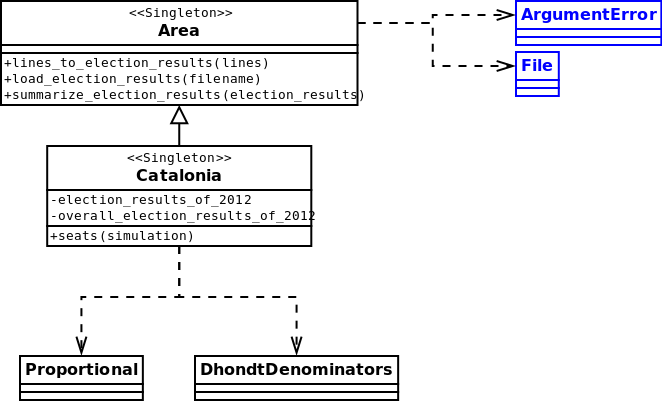 <<Singleton>>
Area
+lines_to_election_results(lines)
+load_election_results(filename)
+summarize_election_results(election_results)
ArgumentError
File
<<Singleton>>
Catalonia
-election_results_of_2012
-overall_election_results_of_2012
+seats(simulation)
Proportional
DhondtDenominators